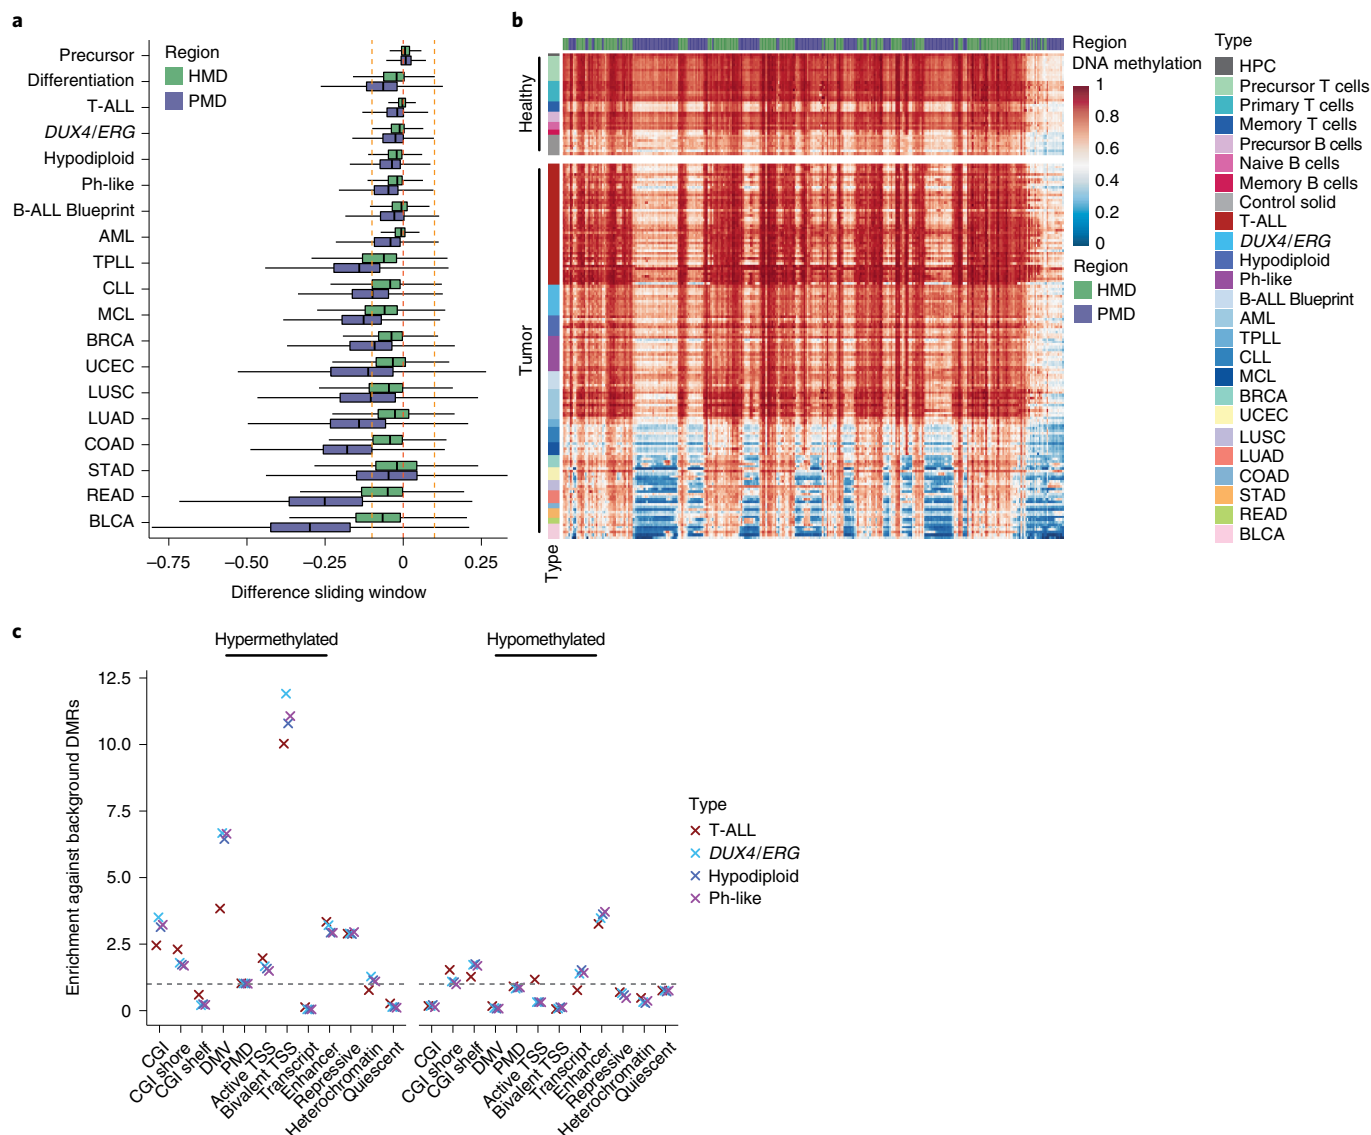 a
Region
HMD
PMD
Precursor
Differentiation
T-ALL
DUX4/ERG
Hypodiploid
Ph-like
B-ALL Blueprint
AML
TPLL
CLL
MCL
BRCA
UCEC
LUSC
LUAD
COAD
STAD
READ
BLCA
−0.75 −0.50 −0.25 0 0.25
Difference sliding window
b
Healthy
Tumor
Type
Region
DNA methylation
1
0.8
0.6
0.4
0.2
0
Region
HMD
PMD
Type
HPC
Precursor T cells
Primary T cells
Memory T cells
Precursor B cells
Naive B cells
Memory B cells
Control solid
T-ALL
DUX4/ERG
Hypodiploid
Ph-like
B-ALL Blueprint
AML
TPLL
CLL
MCL
BRCA
UCEC
LUSC
LUAD
COAD
STAD
READ
BLCA
c
Hypermethylated Hypomethylated
Enrichment against background DMRs
12.5
10.0
7.5
5.0
2.5
0
CGI
CGI shore
CGI shelf
DMV
PMD
Active TSS
Bivalent TSS
Transcript
Enhancer
Repressive
Heterochromatin
Quiescent
CGI
CGI shore
CGI shelf
DMV
PMD
Active TSS
Bivalent TSS
Transcript
Enhancer
Repressive
Heterochromatin
Quiescent
Type
T-ALL
DUX4/ERG
Hypodiploid
Ph-like